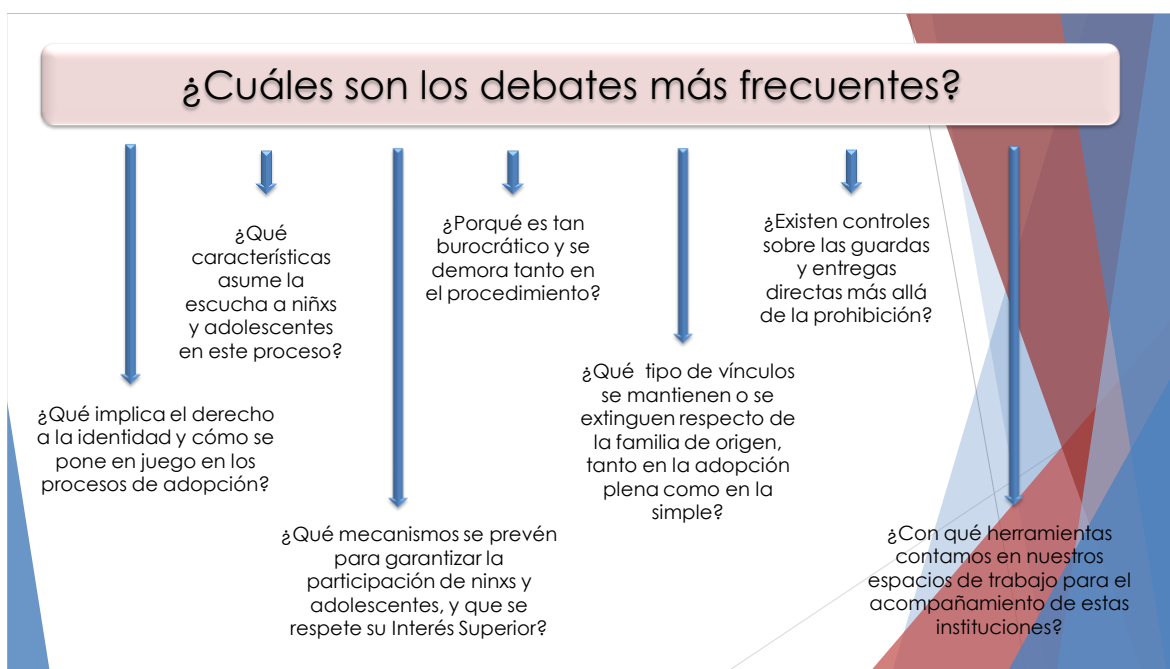 ¿Cuáles son los debates más frecuentes?
¿Qué implica el derecho
a la identidad y cómo se
pone en juego en los
procesos de adopción?
¿Qué
características
asume la
escucha a niñxs
y adolescentes
en este proceso?
¿Qué mecanismos se prevén
para garantizar la
participación de ninxs y
adolescentes, y que se
respete su Interés Superior?
¿Porqué es tan
burocrático y se
demora tanto en
el procedimiento?
¿Qué tipo de vínculos
se mantienen o se
extinguen respecto de
la familia de origen,
tanto en la adopción
plena como en la
simple?
¿Existen controles
sobre las guardas
y entregas
directas más allá
de la prohibición?
¿Con qué herramientas
contamos en nuestros
espacios de trabajo para el
acompañamiento de estas
instituciones?